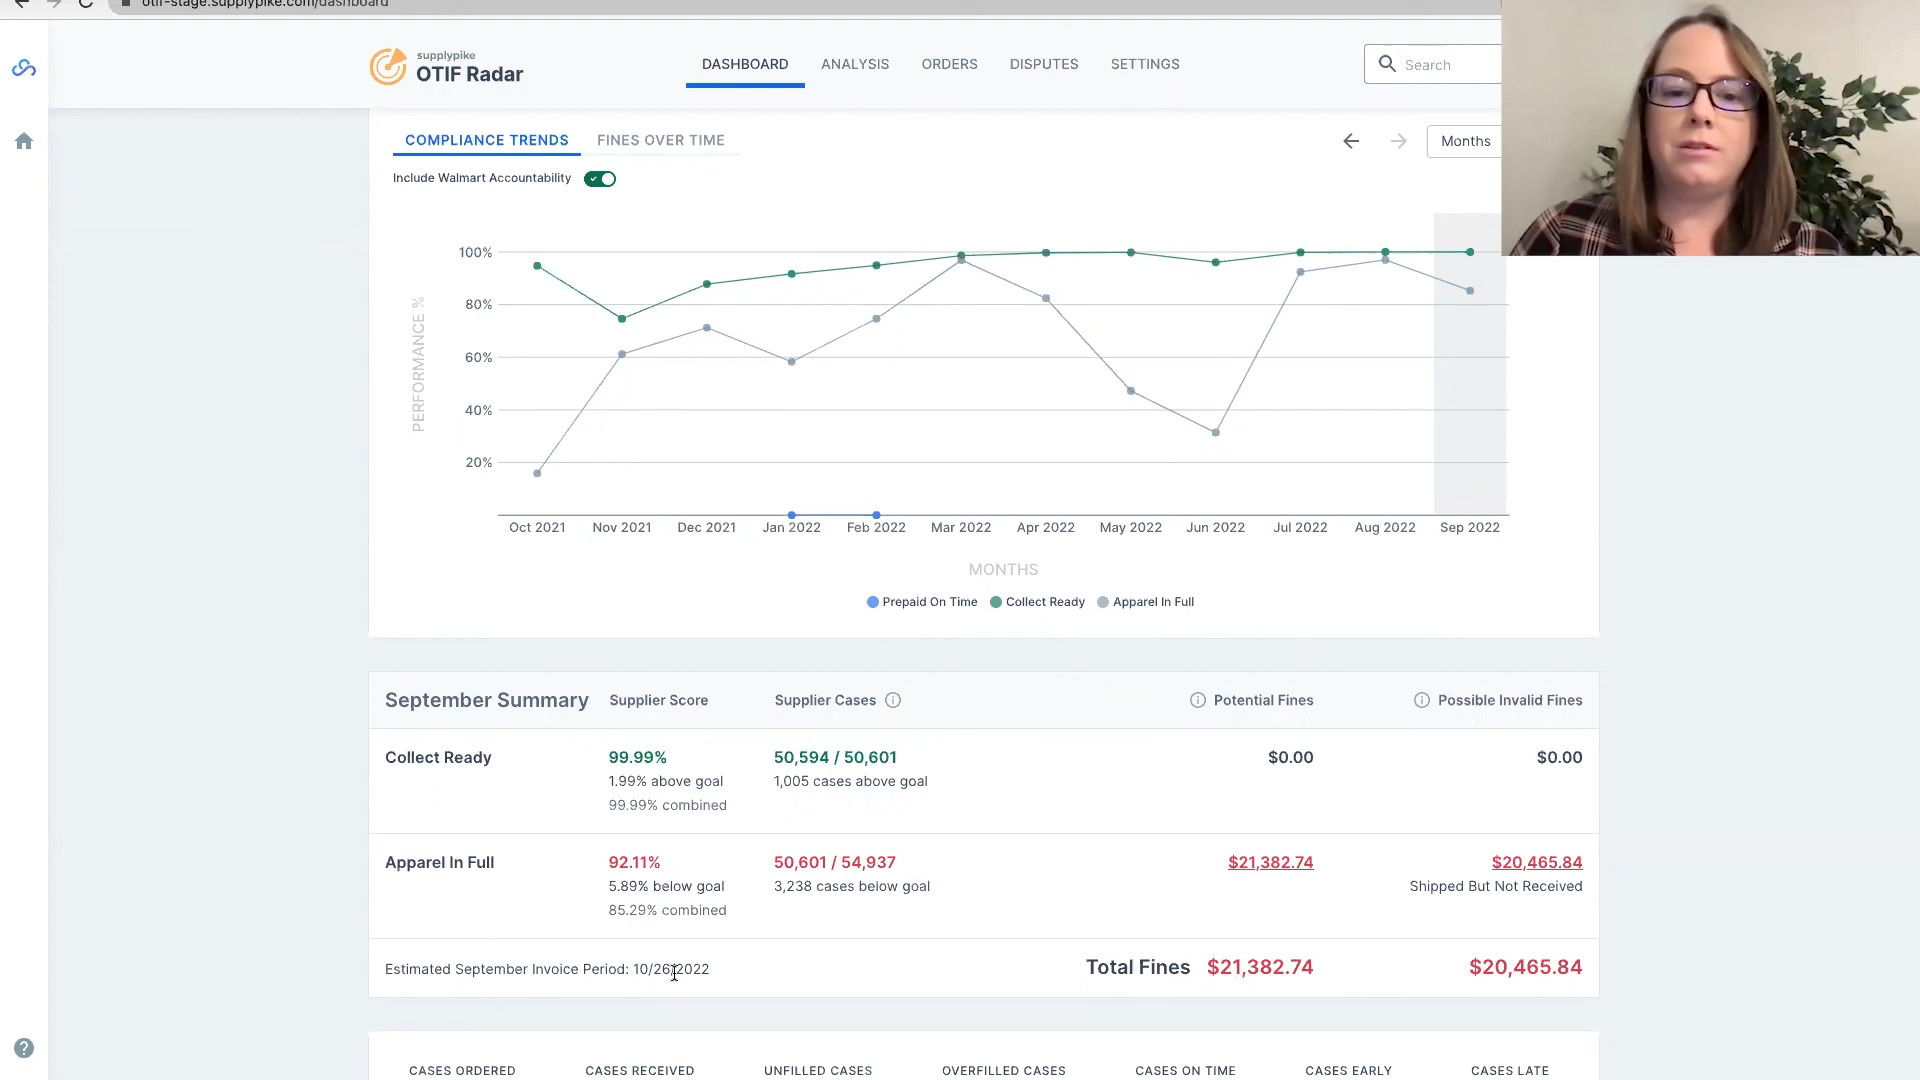 otif-stage.supplypike.com/dashboard
supplypike
OTIF Radar
DASHBOARD
ANALYSIS
ORDERS
DISPUTES
SETTINGS
Search
COMPLIANCE TRENDS
FINES OVER TIME
Months
Include Walmart Accountability
PERFORMANCE %
100%
80%
60%
40%
20%
Oct 2021
Nov 2021
Dec 2021
Jan 2022
Feb 2022
Mar 2022
Apr 2022
May 2022
Jun 2022
Jul 2022
Aug 2022
Sep 2022
MONTHS
Prepaid On Time
Collect Ready
Apparel In Full
September Summary
Supplier Score
Supplier Cases
Potential Fines
Possible Invalid Fines
Collect Ready
99.99%
50,594 / 50,601
$0.00
$0.00
1.99% above goal
1,005 cases above goal
99.99% combined
Apparel In Full
92.11%
50,601 / 54,937
$21,382.74
$20,465.84
5.89% below goal
3,238 cases below goal
Shipped But Not Received
85.29% combined
Estimated September Invoice Period: 10/26/2022
Total Fines
$21,382.74
$20,465.84
CASES ORDERED
CASES RECEIVED
UNFILLED CASES
OVERFILLED CASES
CASES ON TIME
CASES EARLY
CASES LATE